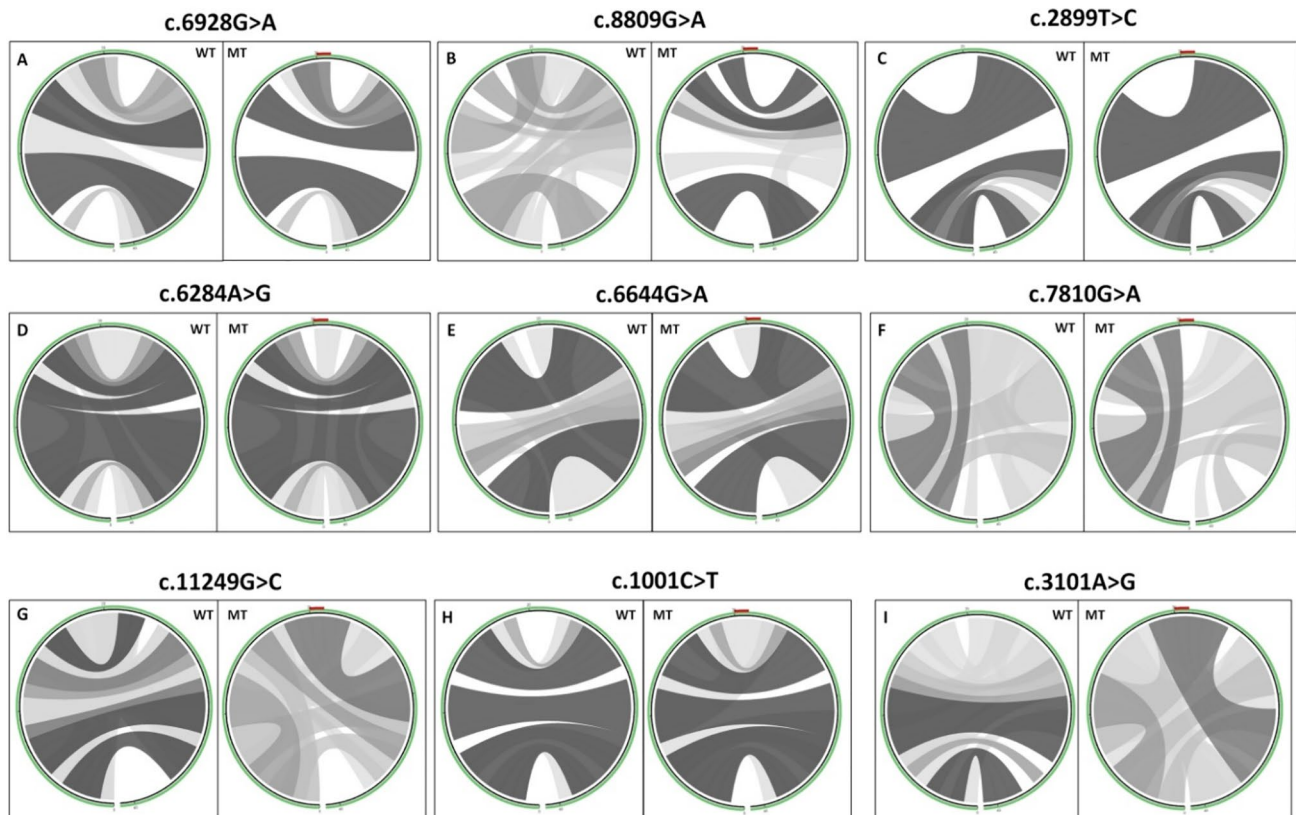 c.6928G>A c.8809G>A c.2899T>C
A WT MT B WT MT C WT MT
c.6284A>G c.6644G>A c.7810G>A
D WT MT E WT MT F WT MT
c.11249G>C c.1001C>T c.3101A>G
G WT MT H WT MT I WT MT